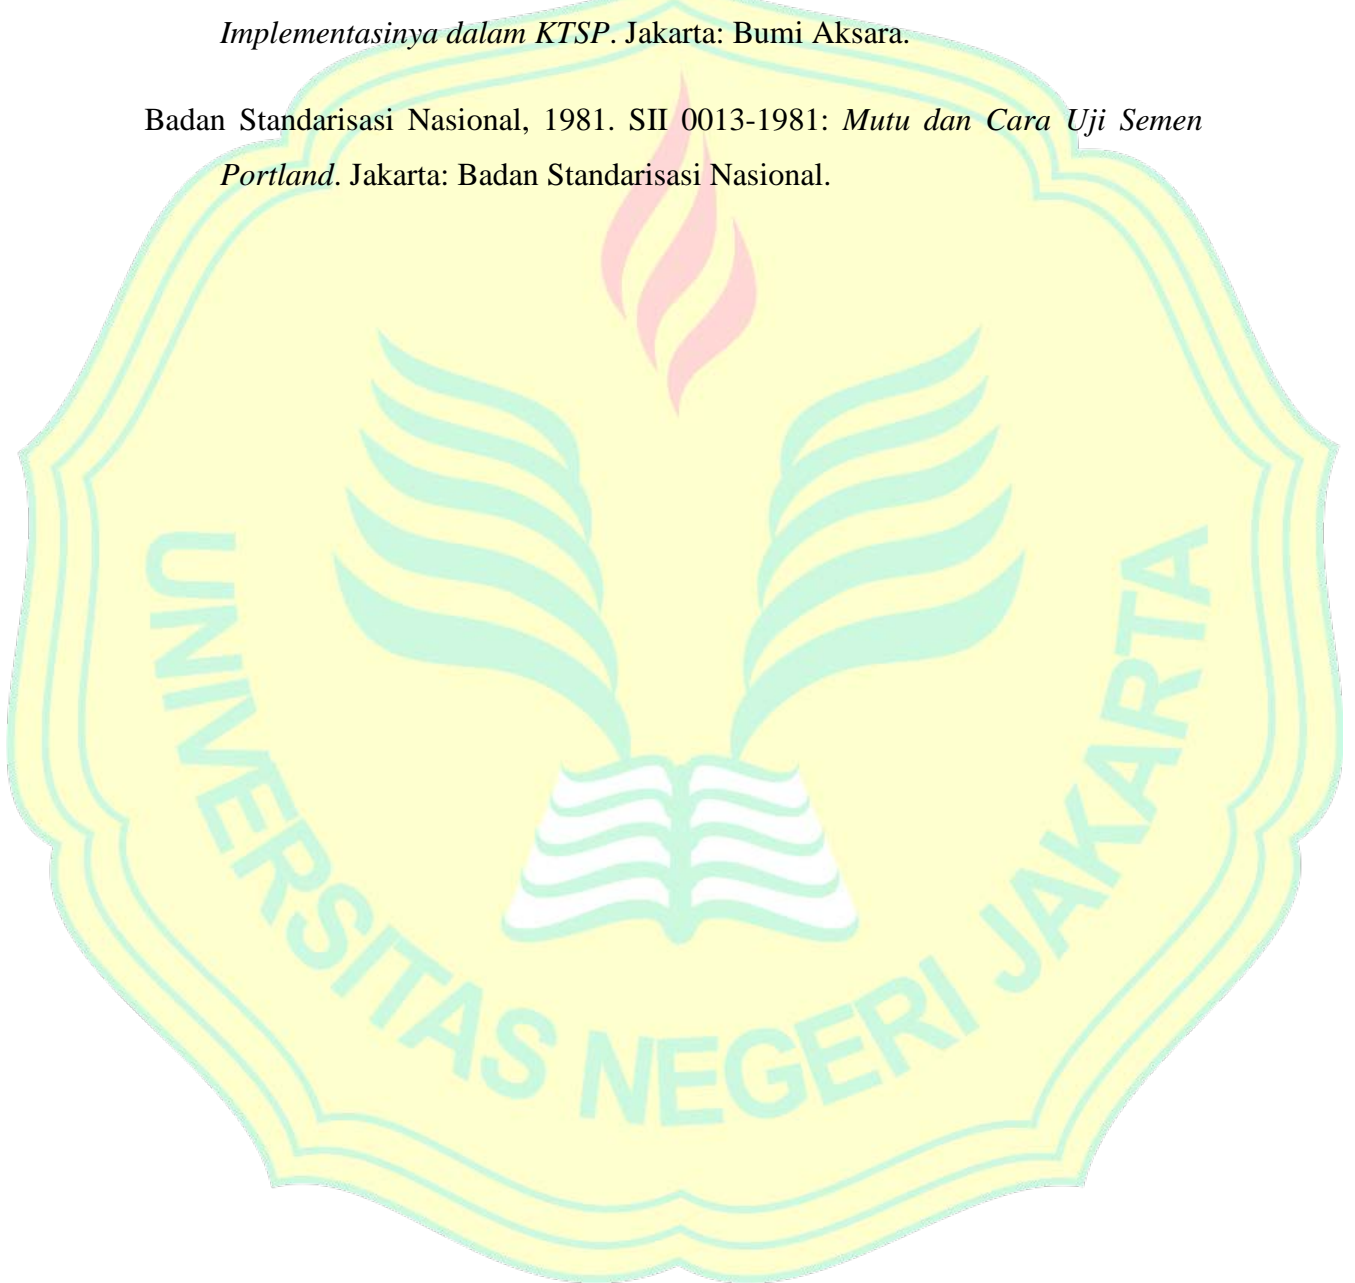 Implementasinya dalam KTSP. Jakarta: Bumi Aksara.
Badan Standarisasi Nasional, 1981. SII 0013-1981: Mutu dan Cara Uji Semen
Portland. Jakarta: Badan Standarisasi Nasional.
UNIVERSITAS NEGERI JAKARTA